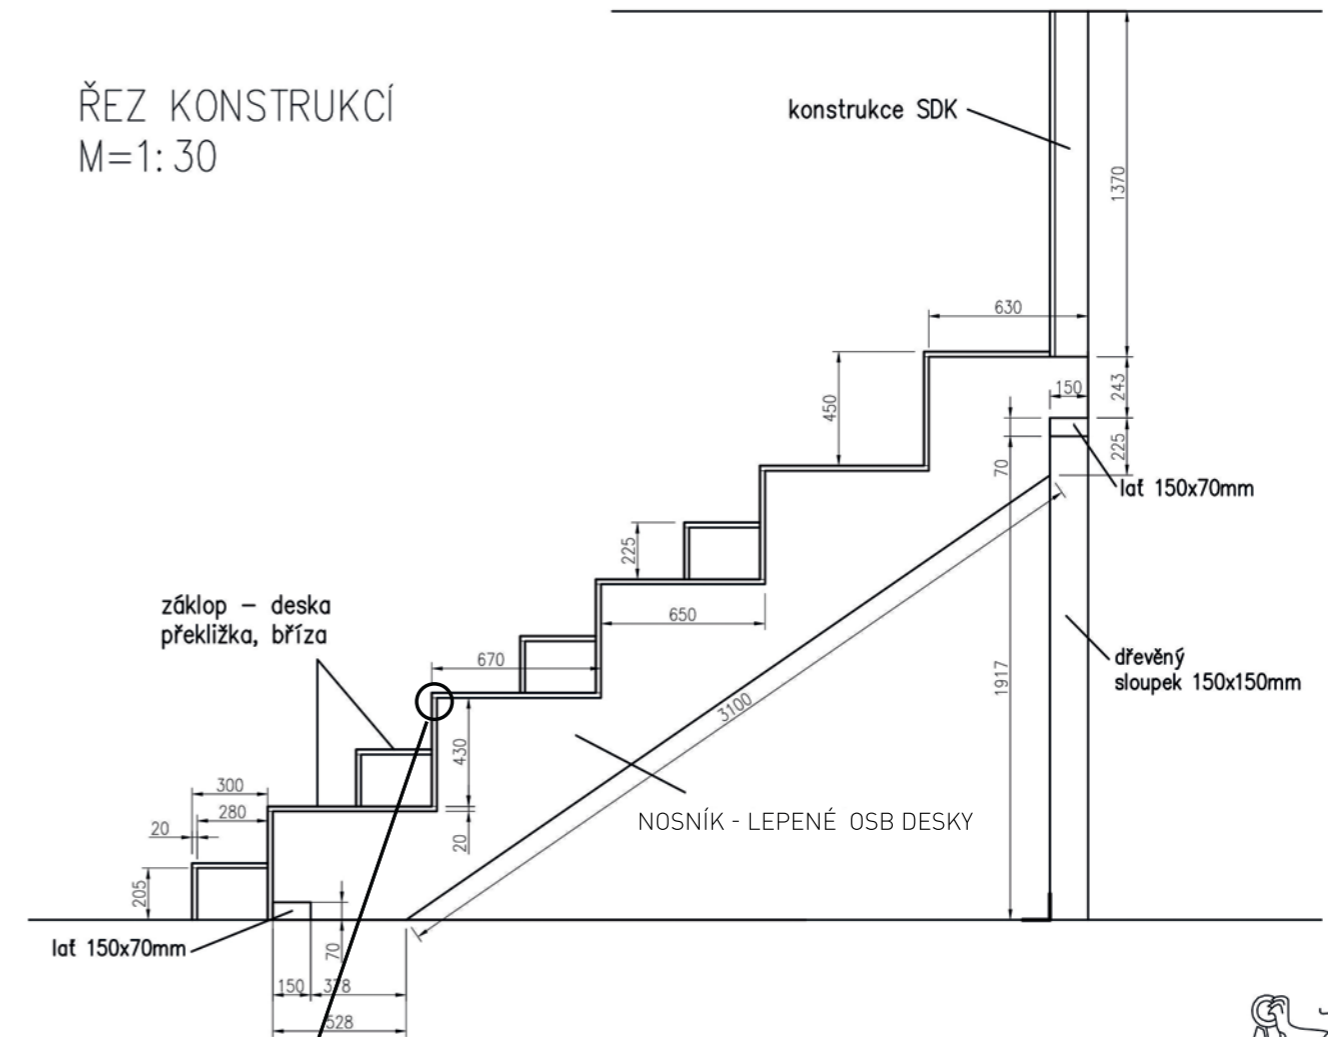 ŘEZ KONSTRUKCÍ
M=1:30
konstrukce SDK
1370
630
150
243
450
70
225
lať 150x70mm
225
základ – deska
překližka, bříza
650
670
dřevěný
sloupek 150x150mm
1917
3100
430
300
280
20
20
NOSNÍK - LEPENÉ OSB DESKY
205
lať 150x70mm
70
150
378
528